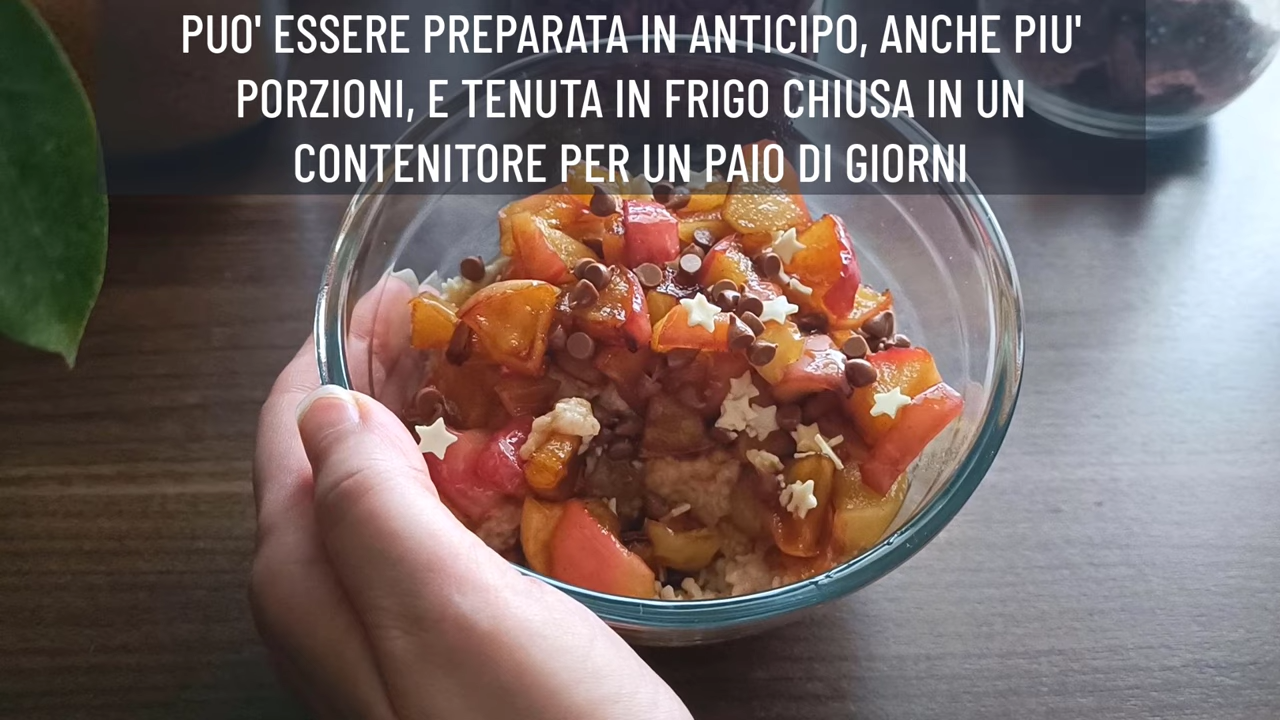 PUO' ESSERE PREPARATA IN ANTICIPO, ANCHE PIU'
PORZIONI, E TENUTA IN FRIGO CHIUSA IN UN
CONTENITORE PER UN PAIO DI GIORNI